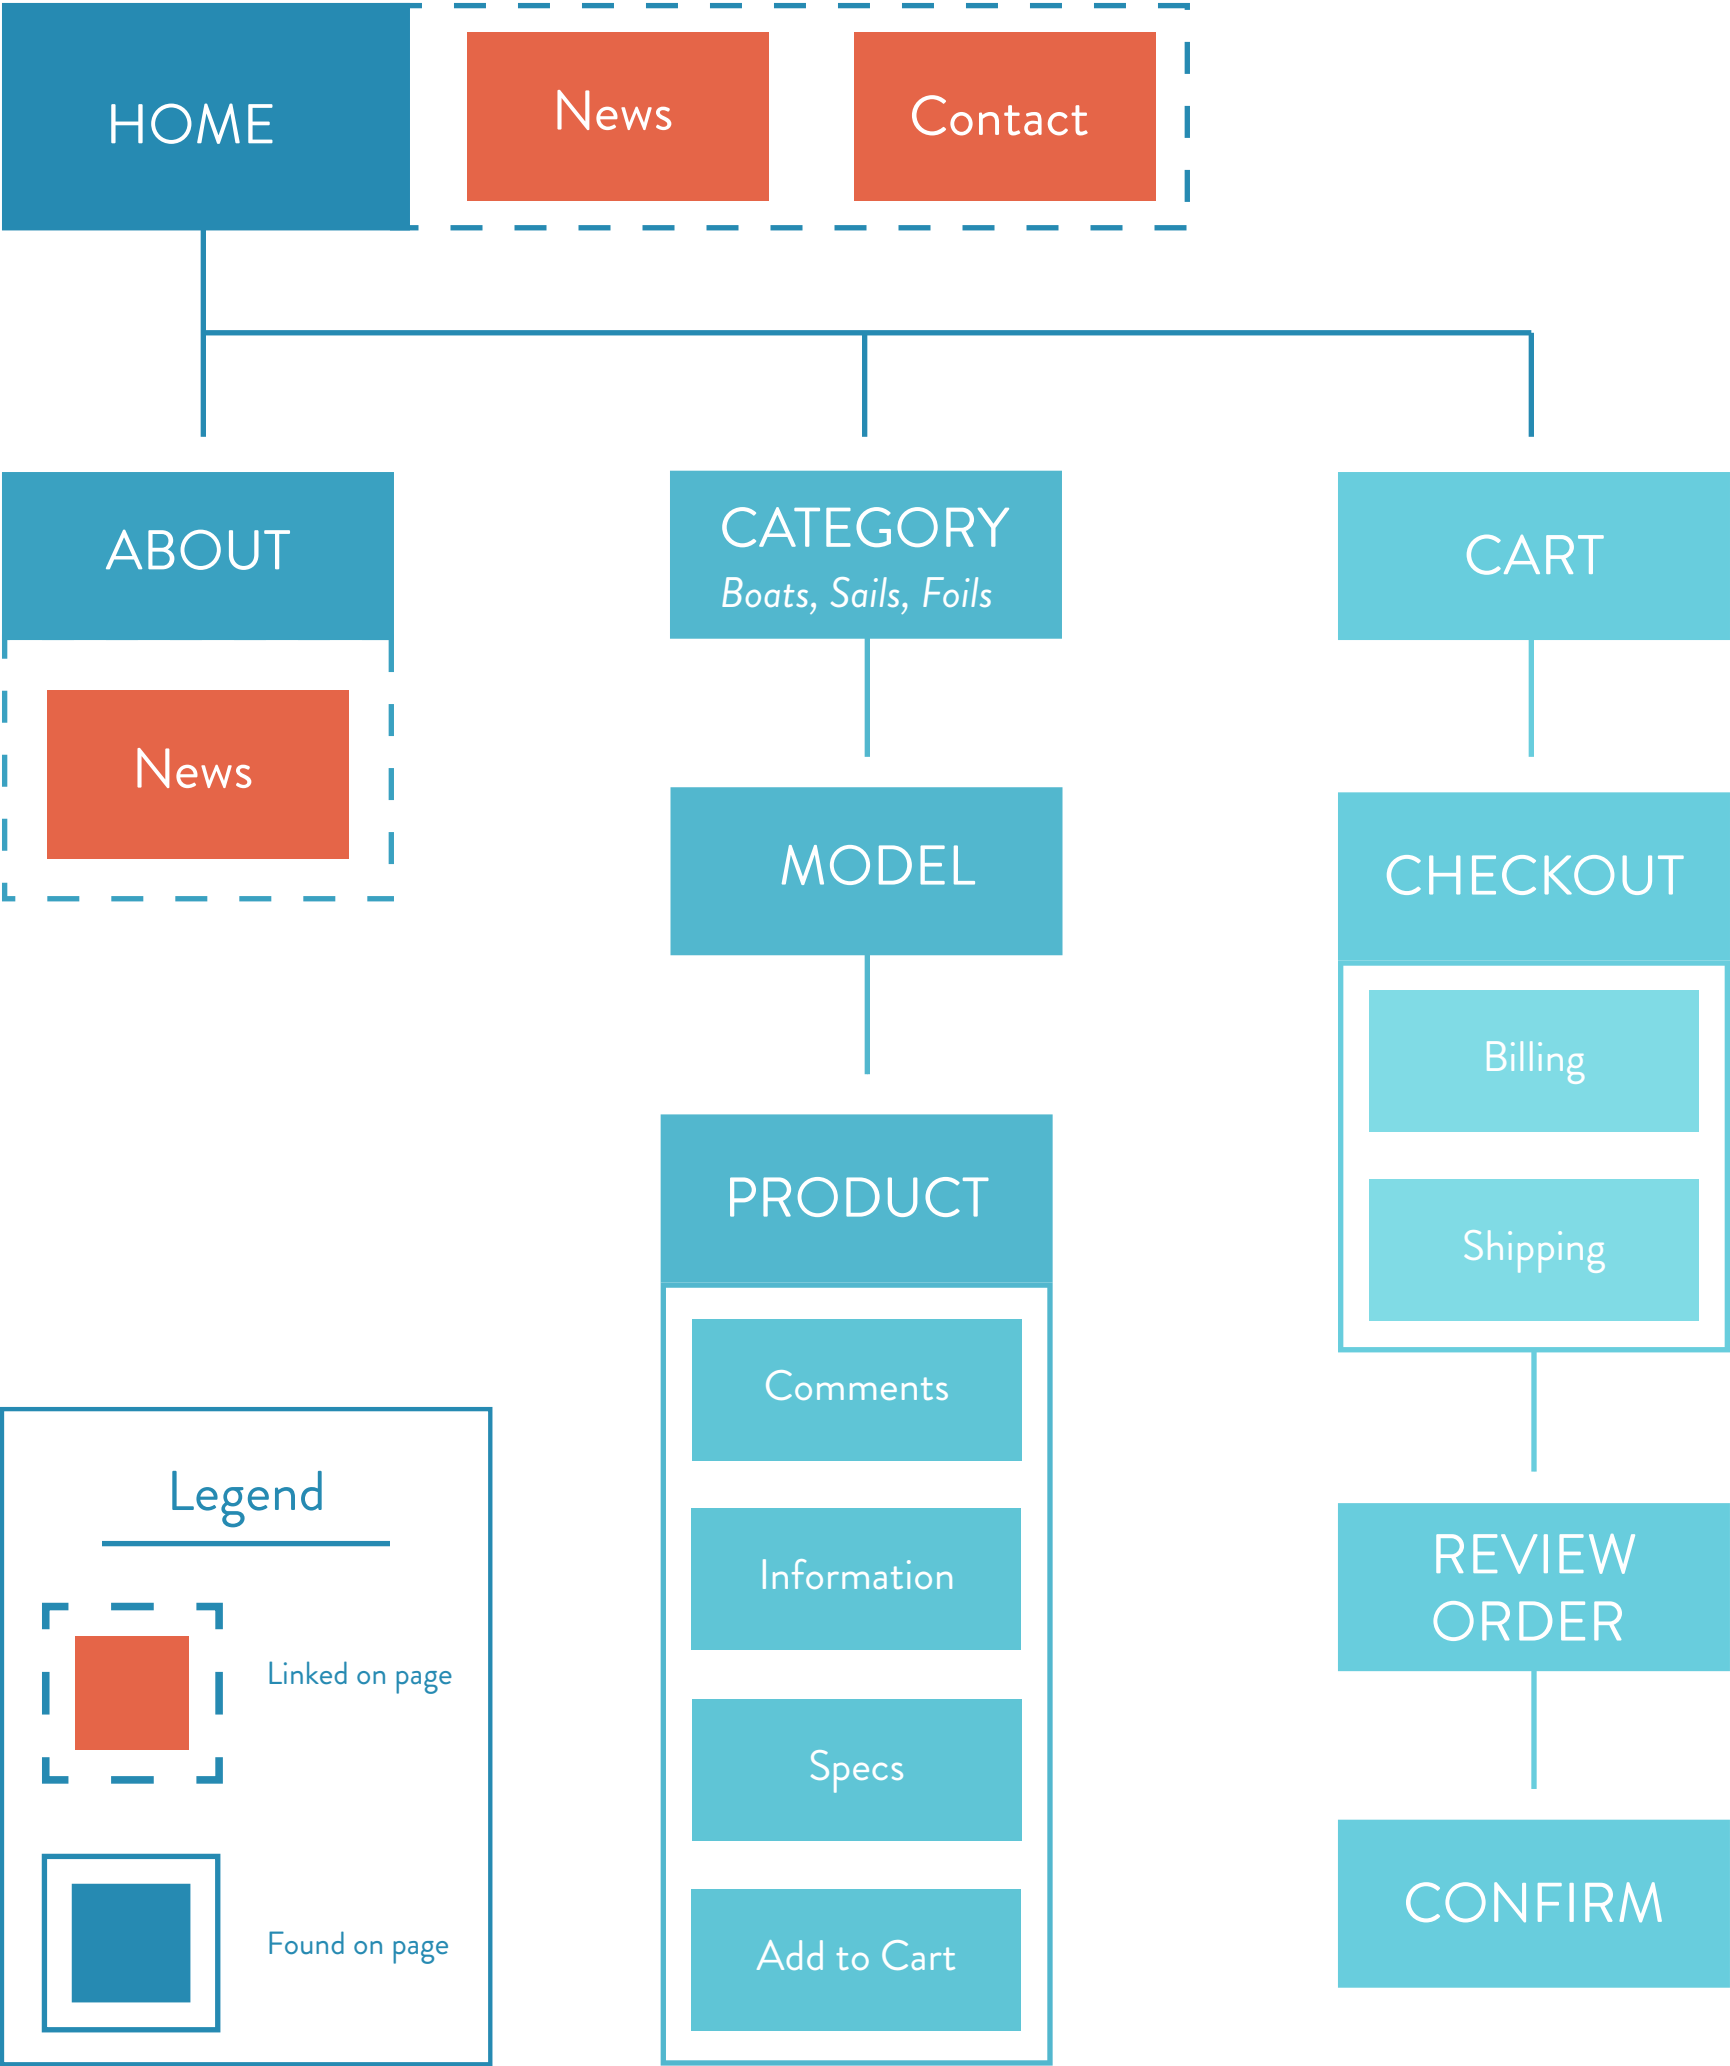 HOME
News
Contact
ABOUT
News
CATEGORY
Boats, Sails, Foils
MODEL
PRODUCT
Comments
Information
Specs
Add to Cart
CART
CHECKOUT
Billing
Shipping
REVIEW
ORDER
CONFIRM
Legend
Linked on page
Found on page